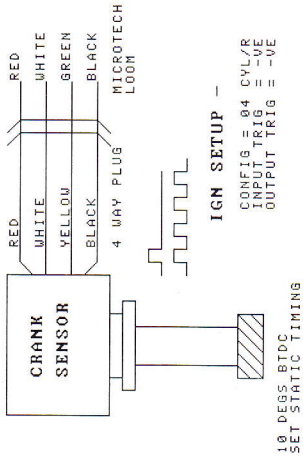 CRANK
SENSOR
RED
WHITE
YELLOW
BLACK
4 WAY PLUG
RED
WHITE
GREEN
BLACK
MICROTECH
LOOM
IGN SETUP -
CONFIG = 04 CYL/R
INPUT TRIG = -VE
OUTPUT TRIG = -VE
10 DEGS BTDC
SET STATIC TIMING